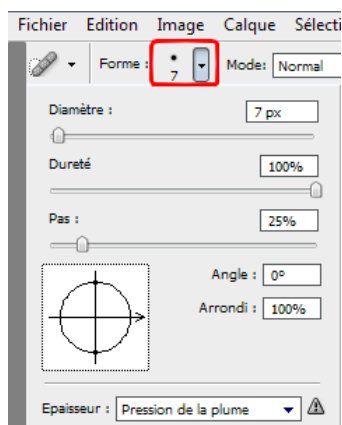 Fichier Edition Image Calque Sélecti
Forme : 7 Mode: Normal
Diamètre : 7 px
Dureté 100%
Pas : 25%
Angle : 0°
Arrondi : 100%
Epaisseur : Pression de la plume